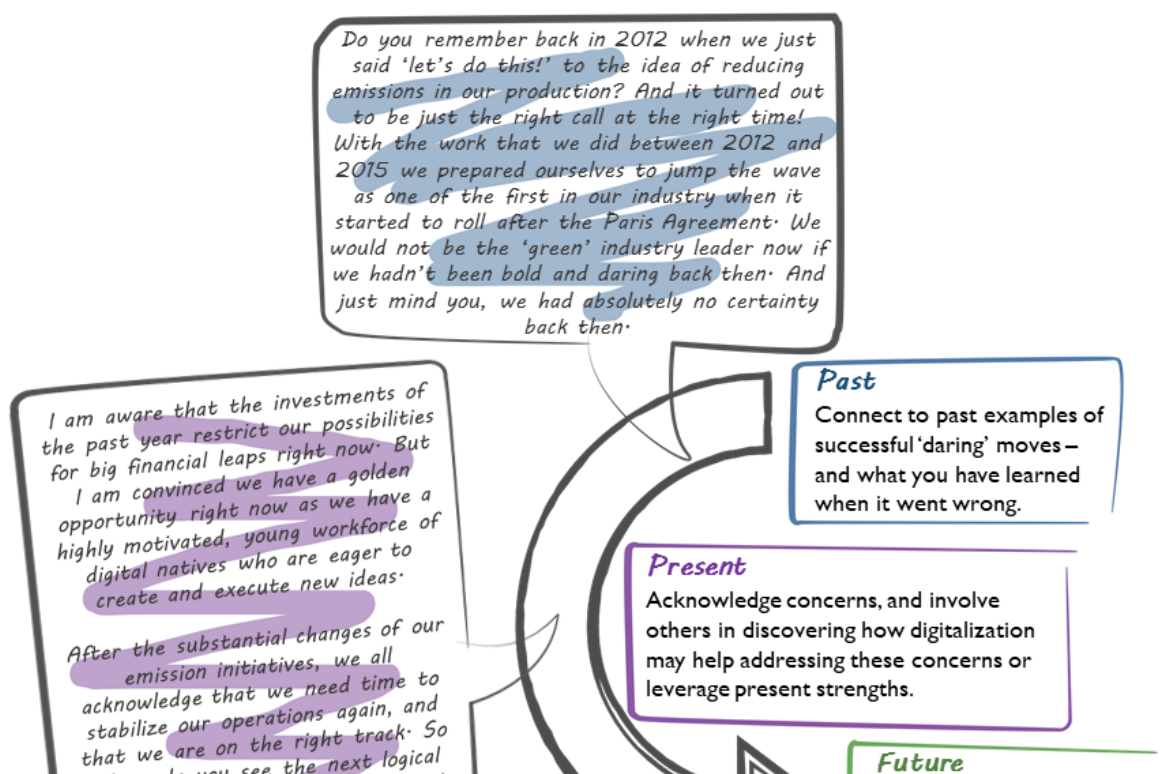 Do you remember back in 2012 when we just
said ‘let’s do this!’ to the idea of reducing
emissions in our production? And it turned out
to be just the right call at the right time!
With the work that we did between 2012 and
2015 we prepared ourselves to jump the wave
as one of the first in our industry when it
started to roll after the Paris Agreement. We
would not be the ‘green’ industry leader now if
we hadn’t been bold and daring back then. And
just mind you, we had absolutely no certainty
back then.
Past
Connect to past examples of
successful ‘daring’ moves –
and what you have learned
when it went wrong.
I am aware that the investments of
the past year restrict our possibilities
for big financial leaps right now. But
I am convinced we have a golden
opportunity right now as we have a
highly motivated, young workforce of
digital natives who are eager to
create and execute new ideas.
After the substantial changes of our
emission initiatives, we all
acknowledge that we need time to
stabilize our operations again, and
that we are on the right track. So
you see the next logical
Present
Acknowledge concerns, and involve
others in discovering how digitalization
may help addressing these concerns or
leverage present strengths.
Future